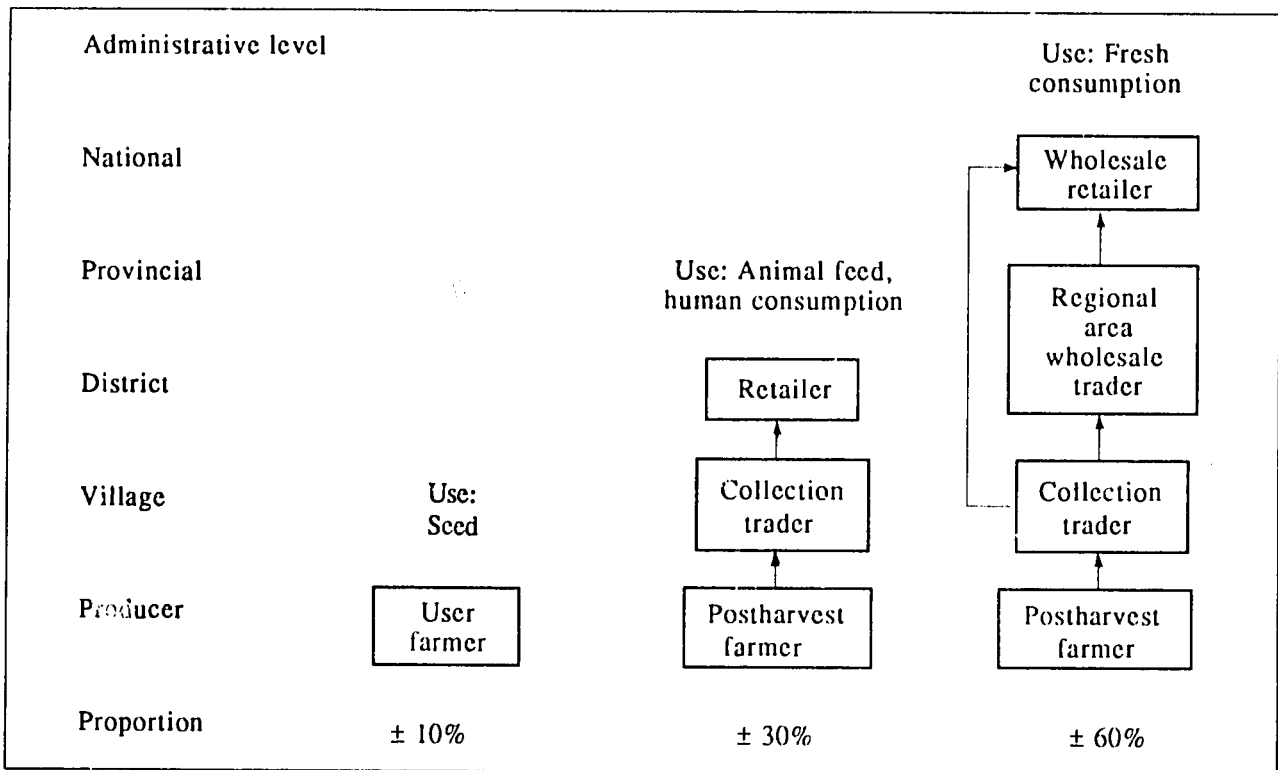 Administrative level
Use: Fresh
consumption
National
Wholesale
retailer
Provincial
Use: Animal feed,
human consumption
Regional
area
wholesale
trader
District
Retailer
Village
Use:
Seed
Collection
trader
Collection
trader
Producer
User
farmer
Postharvest
farmer
Postharvest
farmer
Proportion
± 10%
± 30%
± 60%